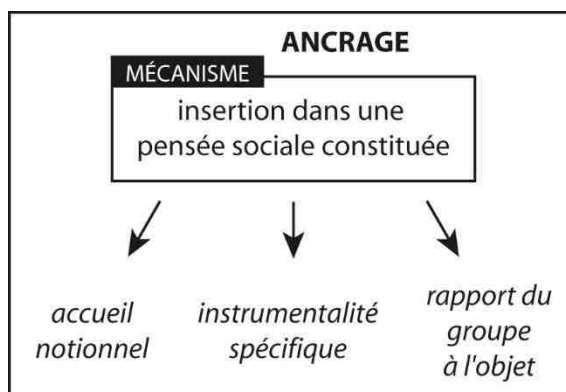 ANCRAGE
MÉCANISME
insertion dans une
pensée sociale constituée
accueil
notionnel
instrumentalité
spécifique
rapport du
groupe
à l'objet